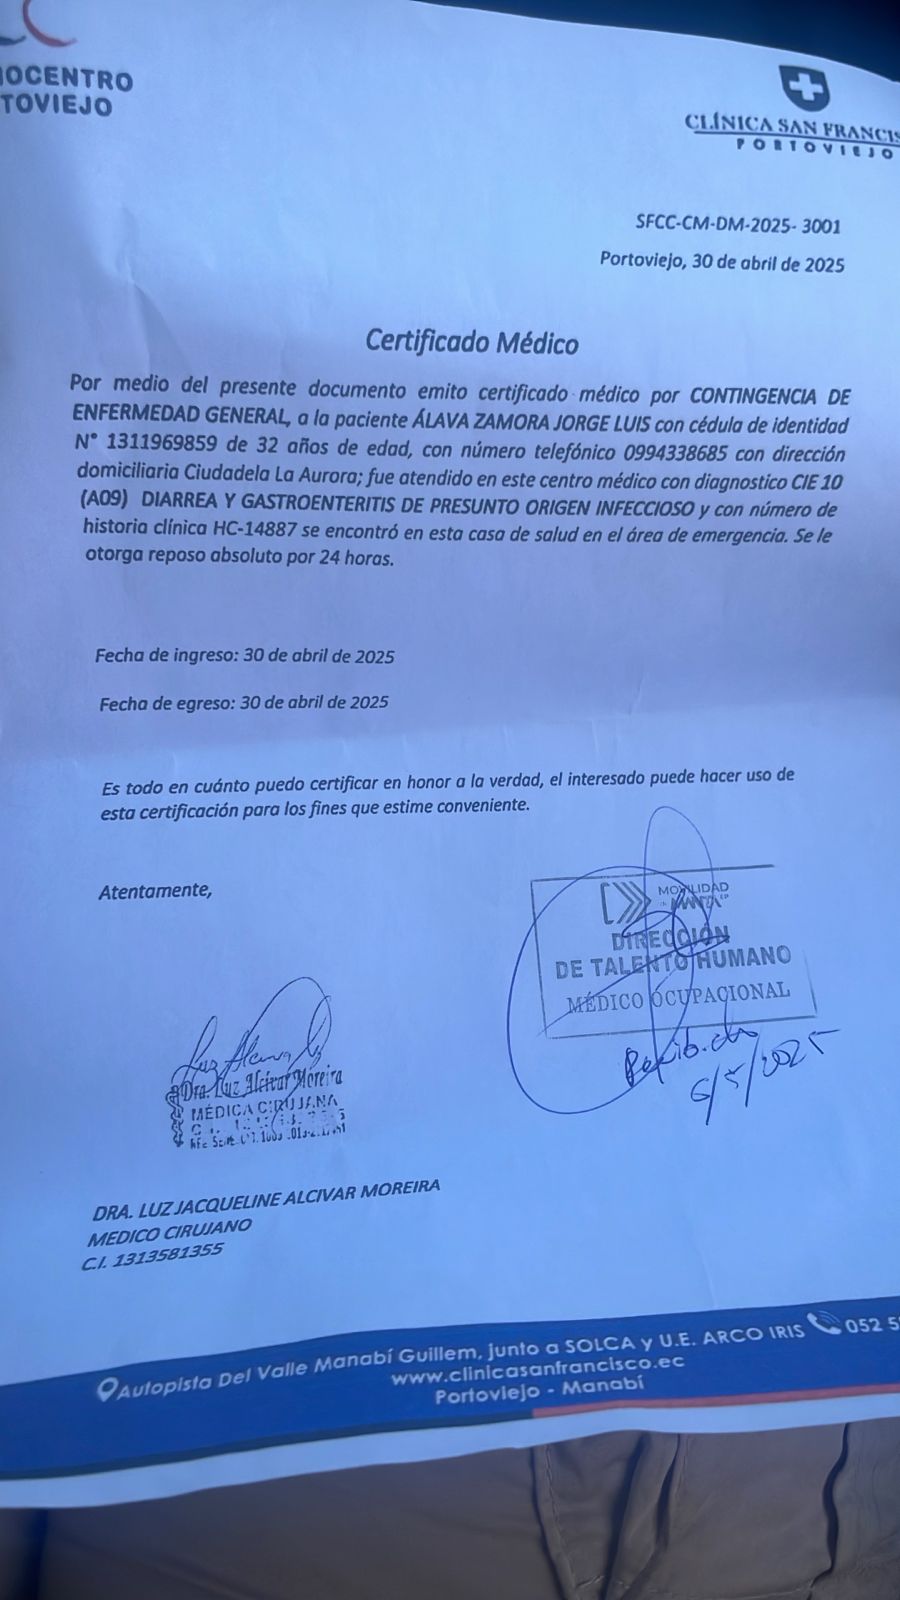 IOCENTRO
TOVIEJO
CLÍNICA SAN FRANCIS
PORTOVIEJO
SFCC-CM-DM-2025- 3001
Portoviejo, 30 de abril de 2025
Certificado Médico
Por medio del presente documento emito certificado médico por CONTINGENCIA DE
ENFERMEDAD GENERAL, a la paciente ÁLAVA ZAMORA JORGE LUIS con cédula de identidad
N° 1311969859 de 32 años de edad, con número telefónico 0994338685 con dirección
domiciliaria Ciudadela La Aurora; fue atendido en este centro médico con diagnostico CIE 10
(A09) DIARREA Y GASTROENTERITIS DE PRESUNTO ORIGEN INFECCIOSO y con número de
historia clínica HC-14887 se encontró en esta casa de salud en el área de emergencia. Se le
otorga reposo absoluto por 24 horas.
Fecha de ingreso: 30 de abril de 2025
Fecha de egreso: 30 de abril de 2025
Es todo en cuánto puedo certificar en honor a la verdad, el interesado puede hacer uso de
esta certificación para los fines que estime conveniente.
Atentamente,
MOVILIDAD
MANTA EP
DIRECCIÓN
DE TALENTO HUMANO
MÉDICO OCUPACIONAL
Recibido
6/5/2025
Luz Alcivar
Dra. Luz Alcívar Moreira
MÉDICA CIRUJANA
DRA. LUZ JACQUELINE ALCIVAR MOREIRA
MEDICO CIRUJANO
C.I. 1313581355
Autopista Del Valle Manabí Guillem, junto a SOLCA y U.E. ARCO IRIS 052 5
www.clinicasanfrancisco.ec
Portoviejo - Manabí